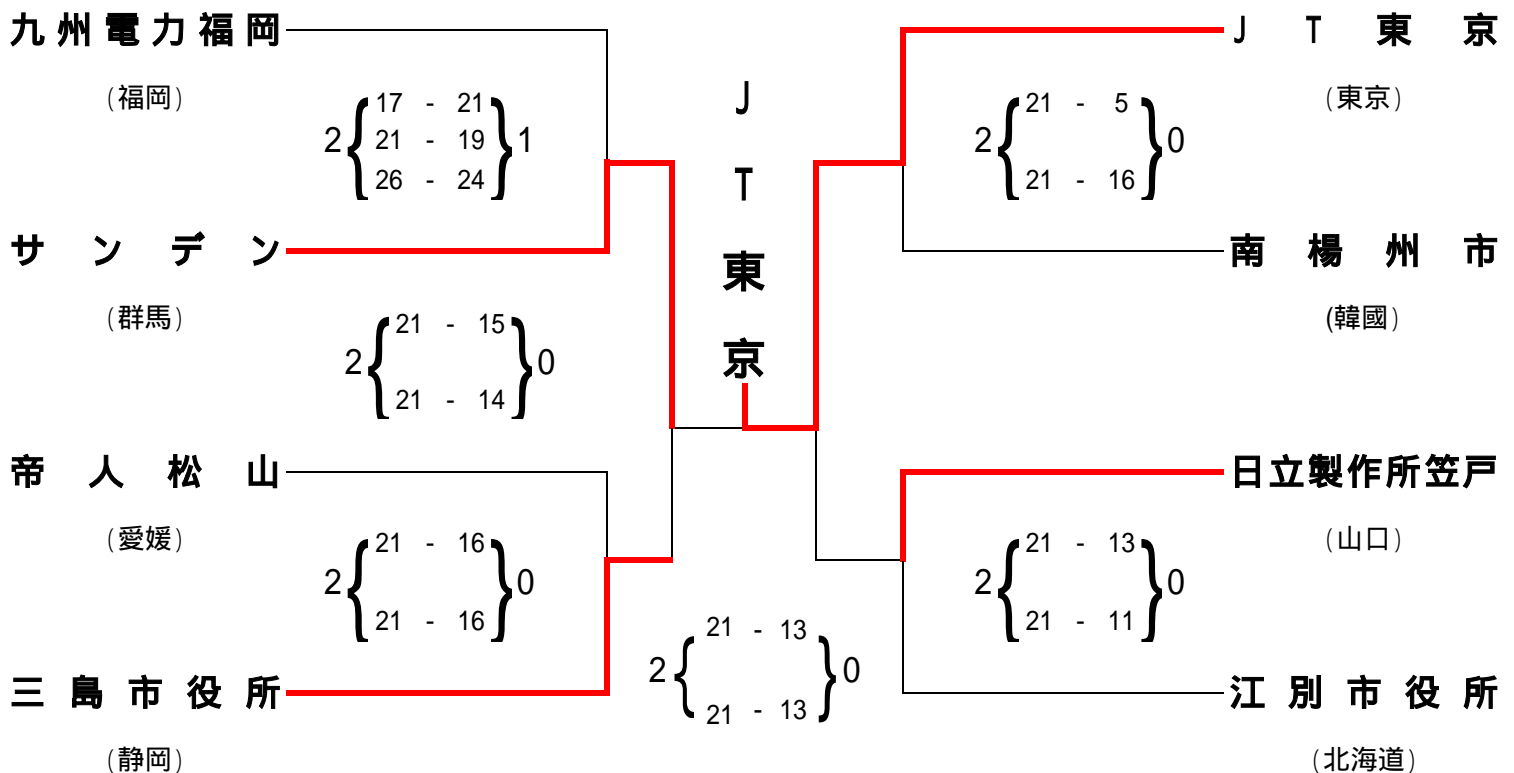 九州電力福岡
(福岡)
2 { 17 - 21 } 1
21 - 19
26 - 24
サンデン
(群馬)
2 { 21 - 15 } 0
21 - 14
帝人松山
(愛媛)
2 { 21 - 16 } 0
21 - 16
三島市役所
(静岡)
JT東京
2 { 21 - 13 } 0
21 - 13
JT東京
(東京)
2 { 21 - 5 } 0
21 - 16
南楊州市
(韓國)
日立製作所笠戸
(山口)
2 { 21 - 13 } 0
21 - 11
江別市役所
(北海道)